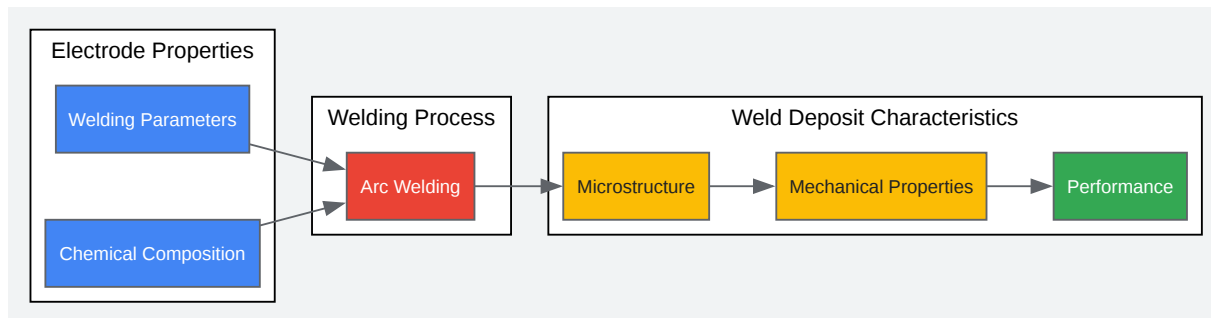 Electrode Properties
Welding Parameters
Chemical Composition
Welding Process
Arc Welding
Weld Deposit Characteristics
Microstructure
Mechanical Properties
Performance